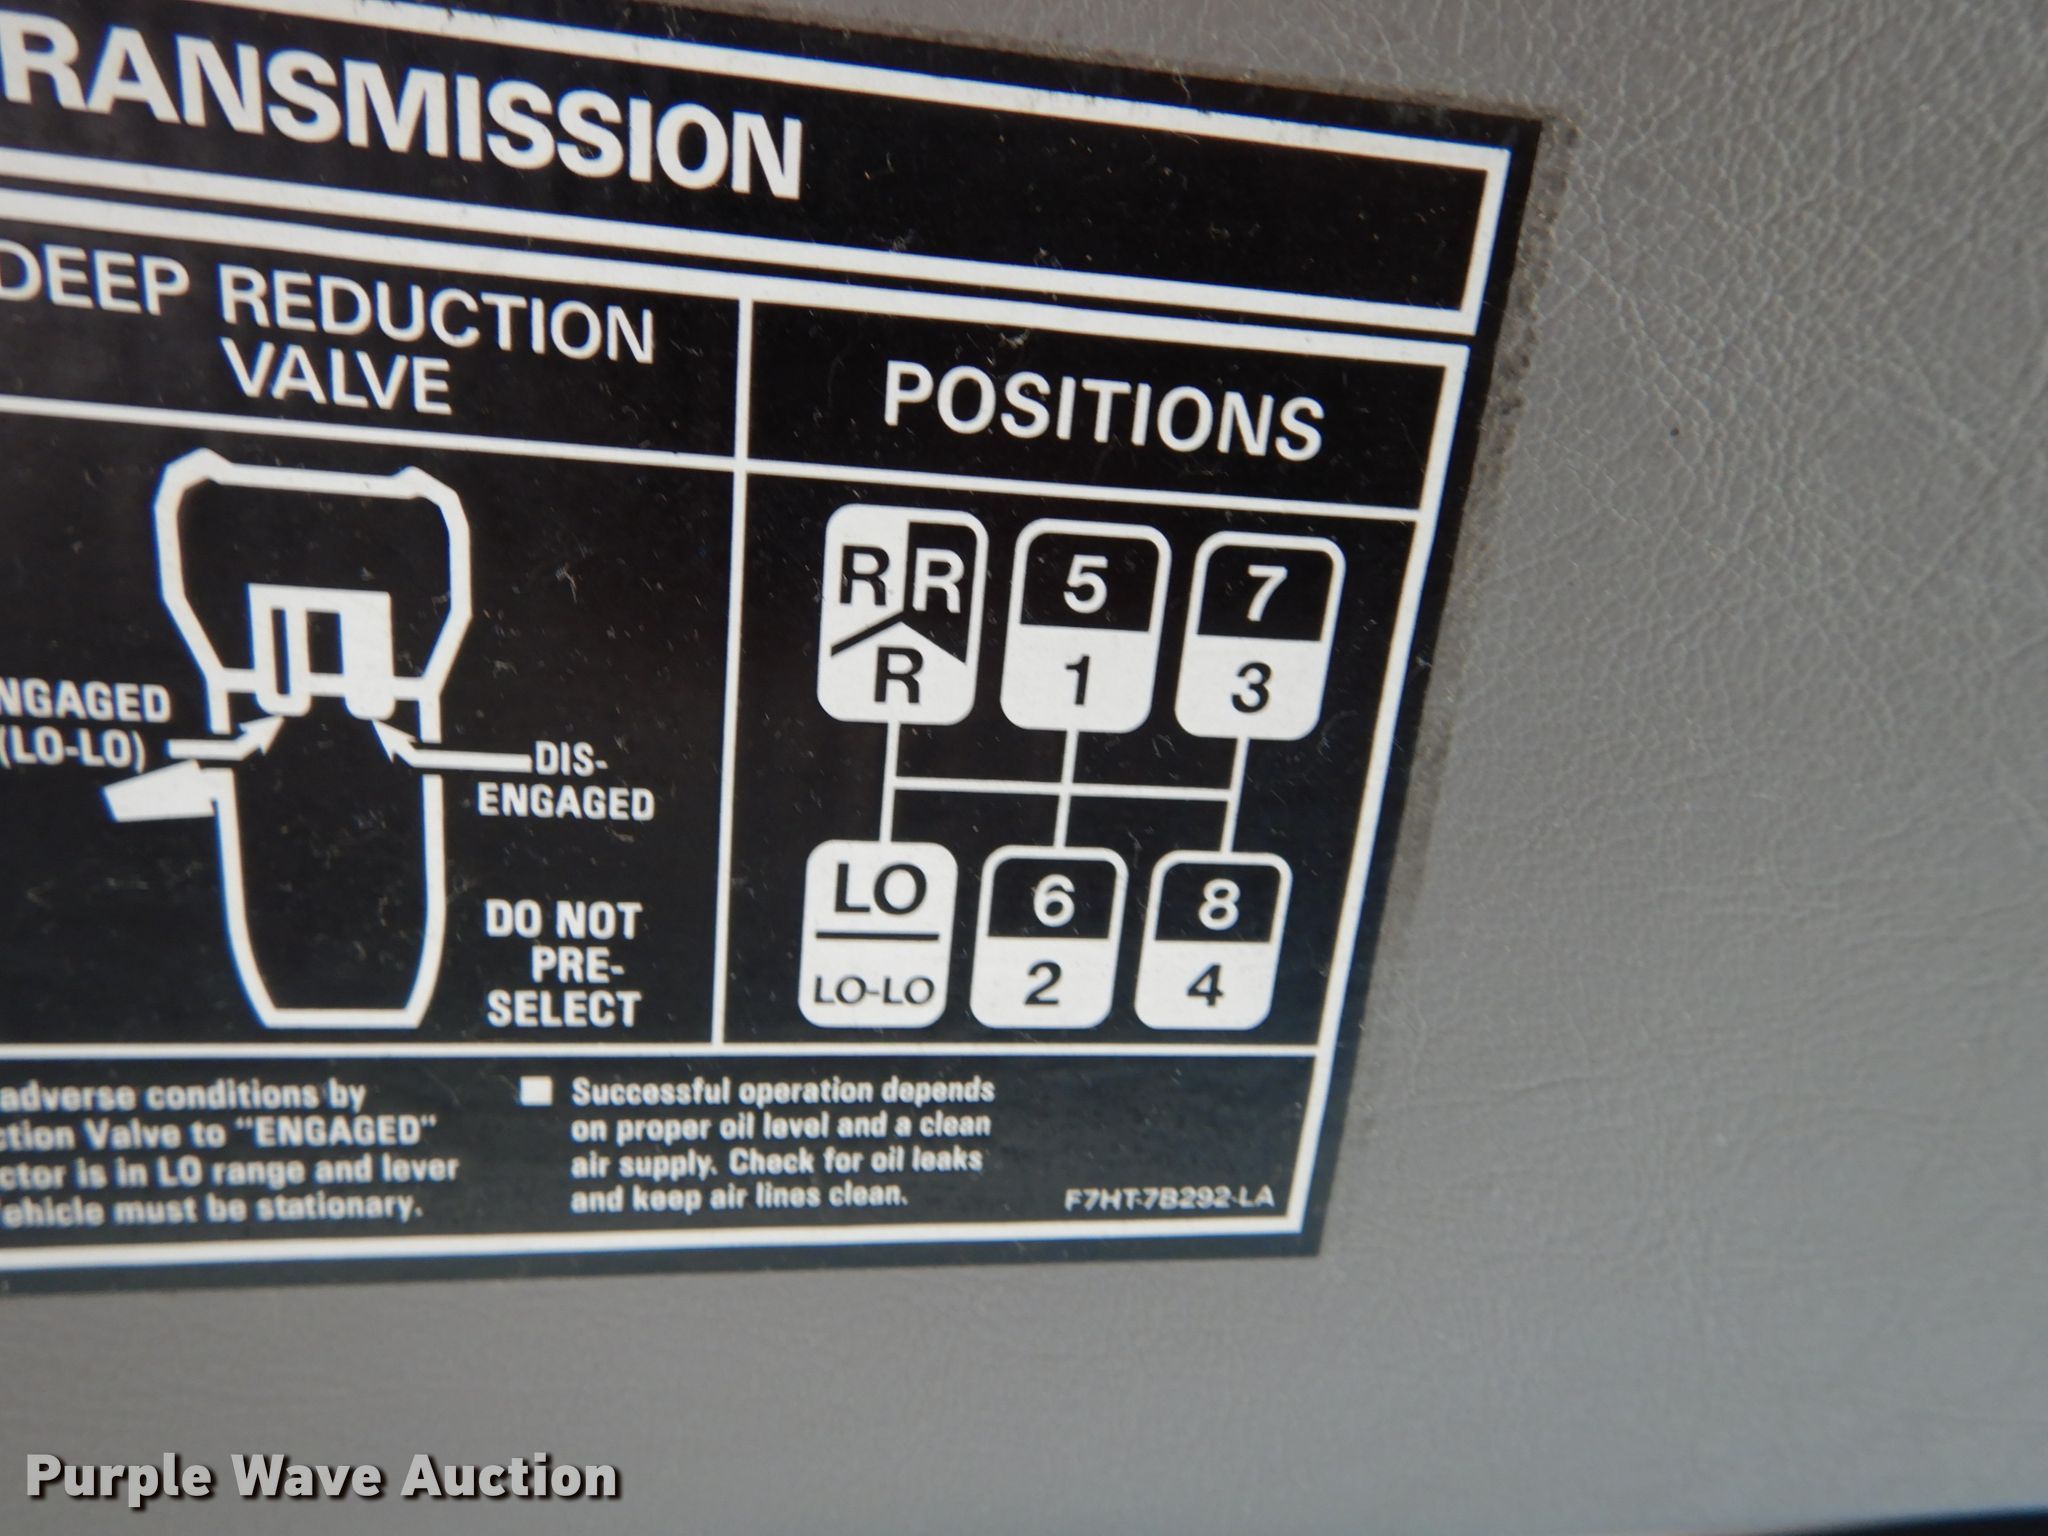 RANSMISSION
DEEP REDUCTION
VALVE
POSITIONS
R R
R
5
1
7
3
NGAGED
(LO-LO)
DIS-
ENGAGED
DO NOT
PRE-
SELECT
LO
LO-LO
6
2
8
4
adverse conditions by
ction Valve to "ENGAGED"
ctor is in LO range and lever
ehicle must be stationary.
■ Successful operation depends
on proper oil level and a clean
air supply. Check for oil leaks
and keep air lines clean.
F7HT-7B292-LA
Purple Wave Auction